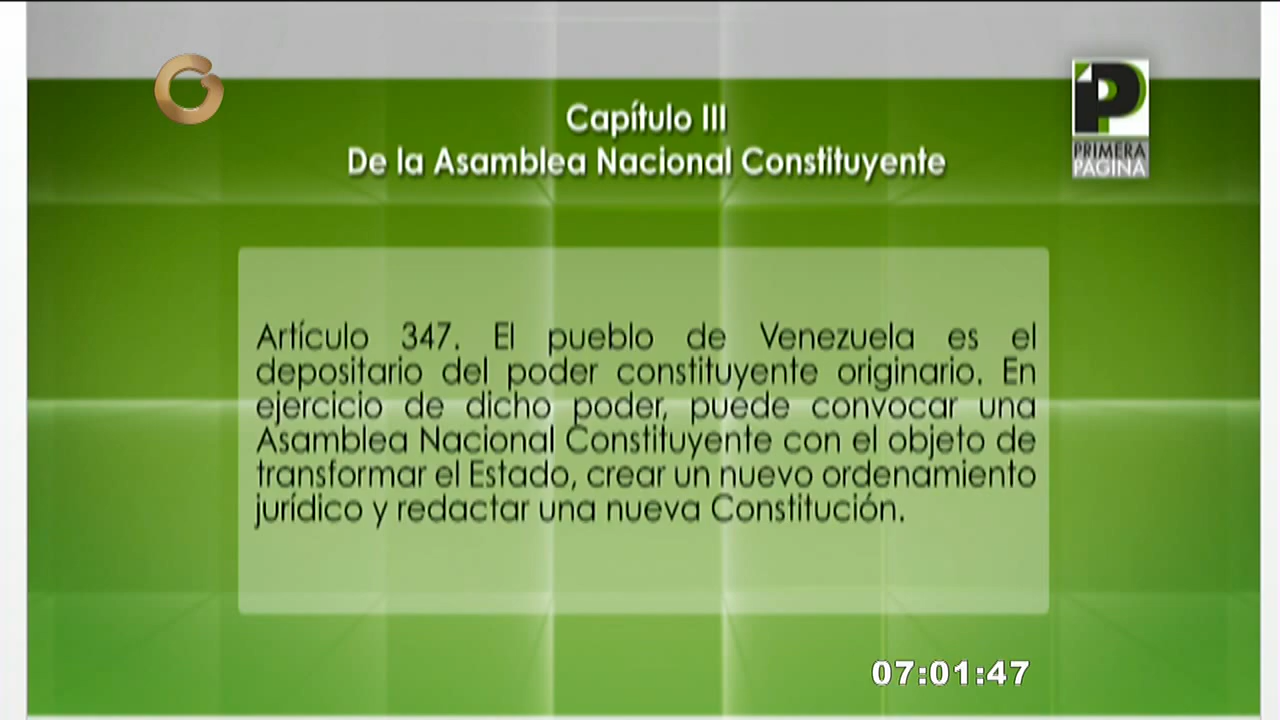 Capítulo III
De la Asamblea Nacional Constituyente
PRIMERA
PÁGINA
Artículo 347. El pueblo de Venezuela es el
depositario del poder constituyente originario. En
ejercicio de dicho poder, puede convocar una
Asamblea Nacional Constituyente con el objeto de
transformar el Estado, crear un nuevo ordenamiento
jurídico y redactar una nueva Constitución.
07:01:47